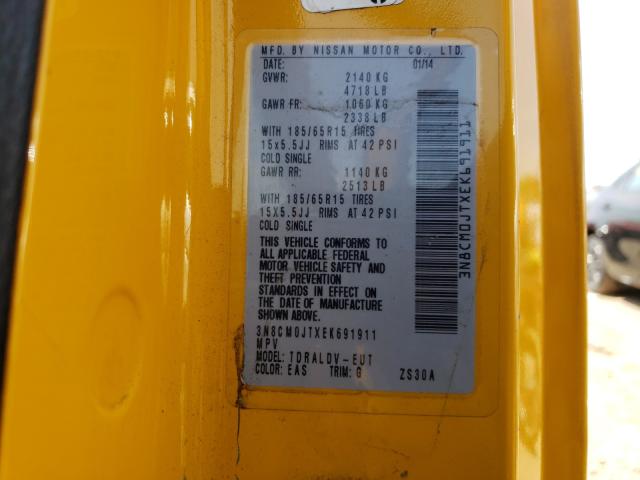 MFD. BY NISSAN MOTOR CO., LTD.
DATE: 01/14
GVWR: 2140 KG
4718 LB
GAWR FR: 1060 KG
2338 LB
WITH 185/65R15 TIRES
15x5.5JJ RIMS AT 42 PSI
COLD SINGLE
GAWR RR: 1140 KG
2513 LB
WITH 185/65R15 TIRES
15X5.5JJ RIMS AT 42 PSI
COLD SINGLE
THIS VEHICLE CONFORMS TO
ALL APPLICABLE FEDERAL
MOTOR VEHICLE SAFETY AND
THEFT PREVENTION
STANDARDS IN EFFECT ON
THE DATE OF MANUFACTURE
SHOWN ABOVE.
3N8CM0JTXEK691911
MPV
MODEL: TDRALDV-EUT
COLOR: EAS TRIM: G ZS30A
3N8CM0JTXEK691911